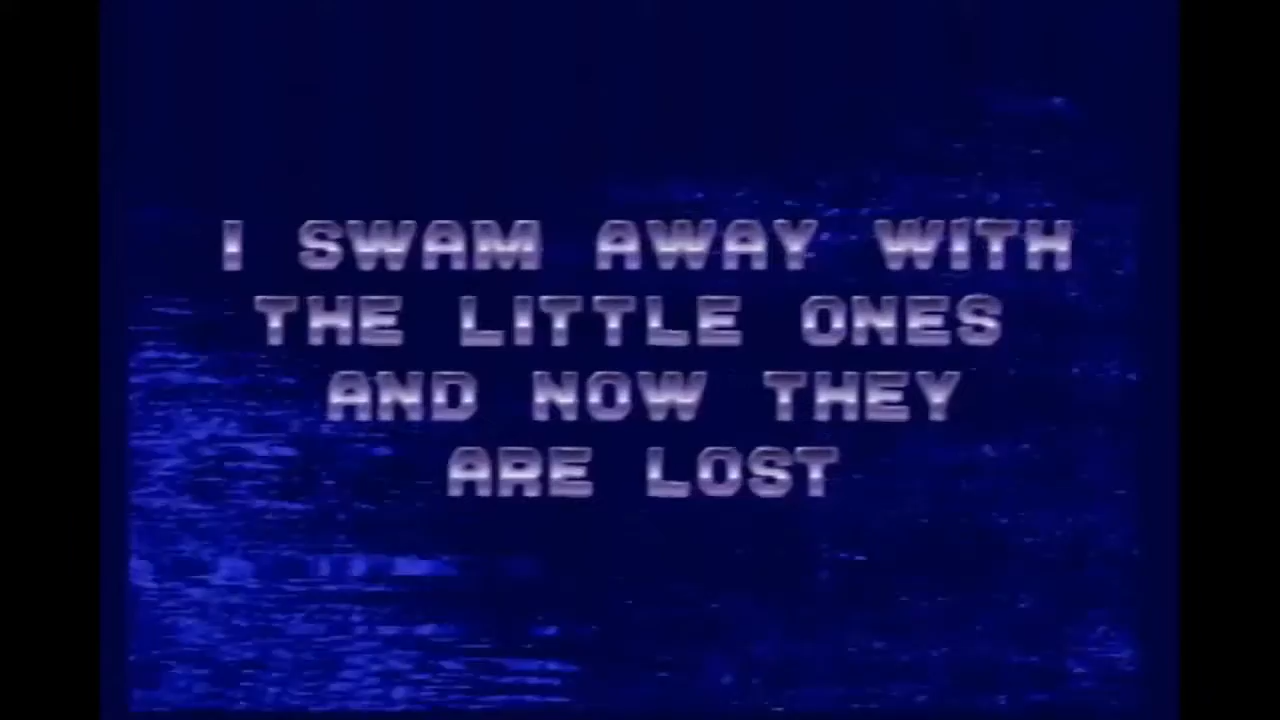 I SWAM AWAY WITH
THE LITTLE ONES
AND NOW THEY
ARE LOST